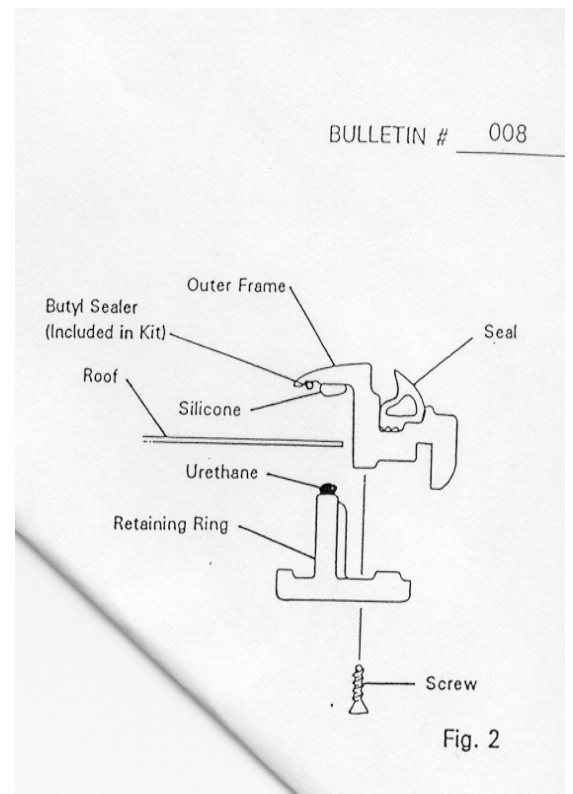 BULLETIN # 008
Outer Frame
Butyl Sealer
(Included in Kit)
Seal
Roof
Silicone
Urethane
Retaining Ring
Screw
Fig. 2